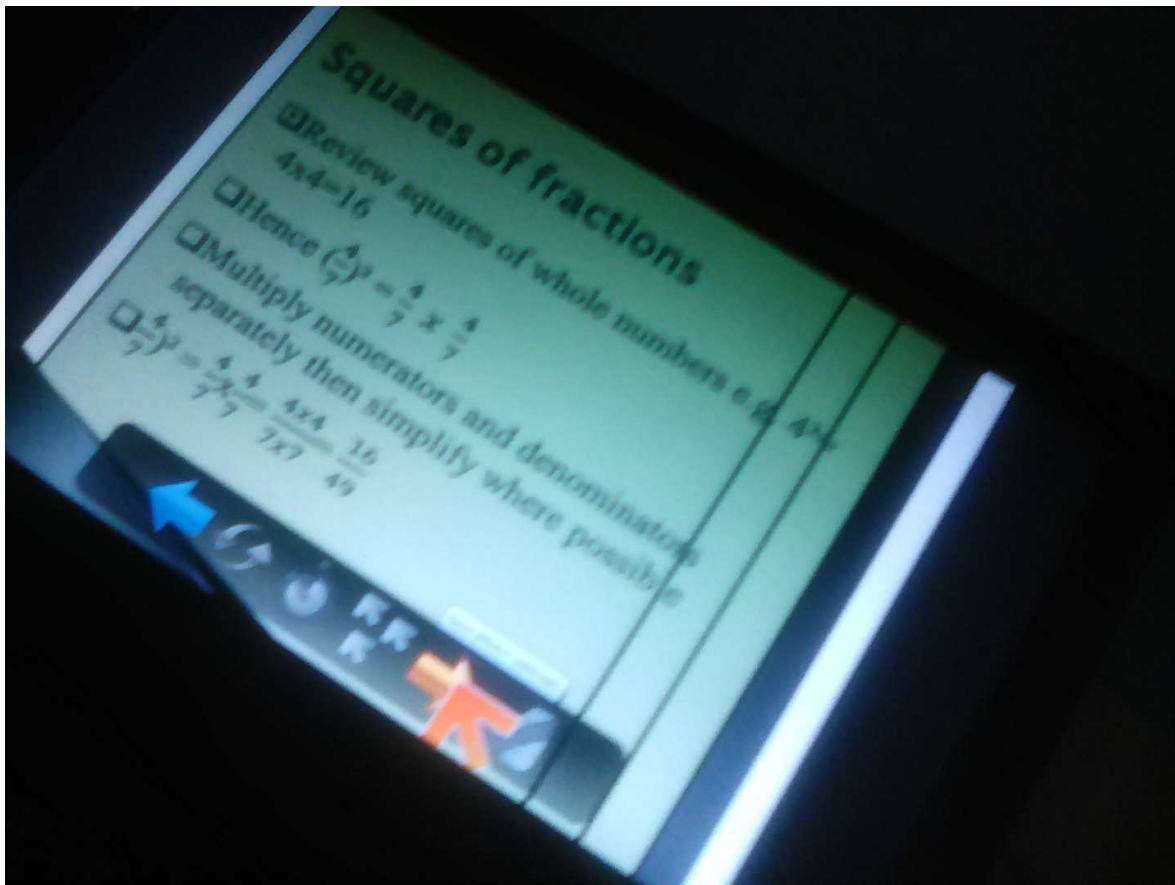 Squares of fractions
Review squares of whole numbers e.g. 4²=
4x4=16
Hence (4/7)² = 4/7 x 4/7
Multiply numerators and denominators
separately then simplify where possible
4/7)² = 4/7 x 4/7 = 4x4/7x7 = 16/49